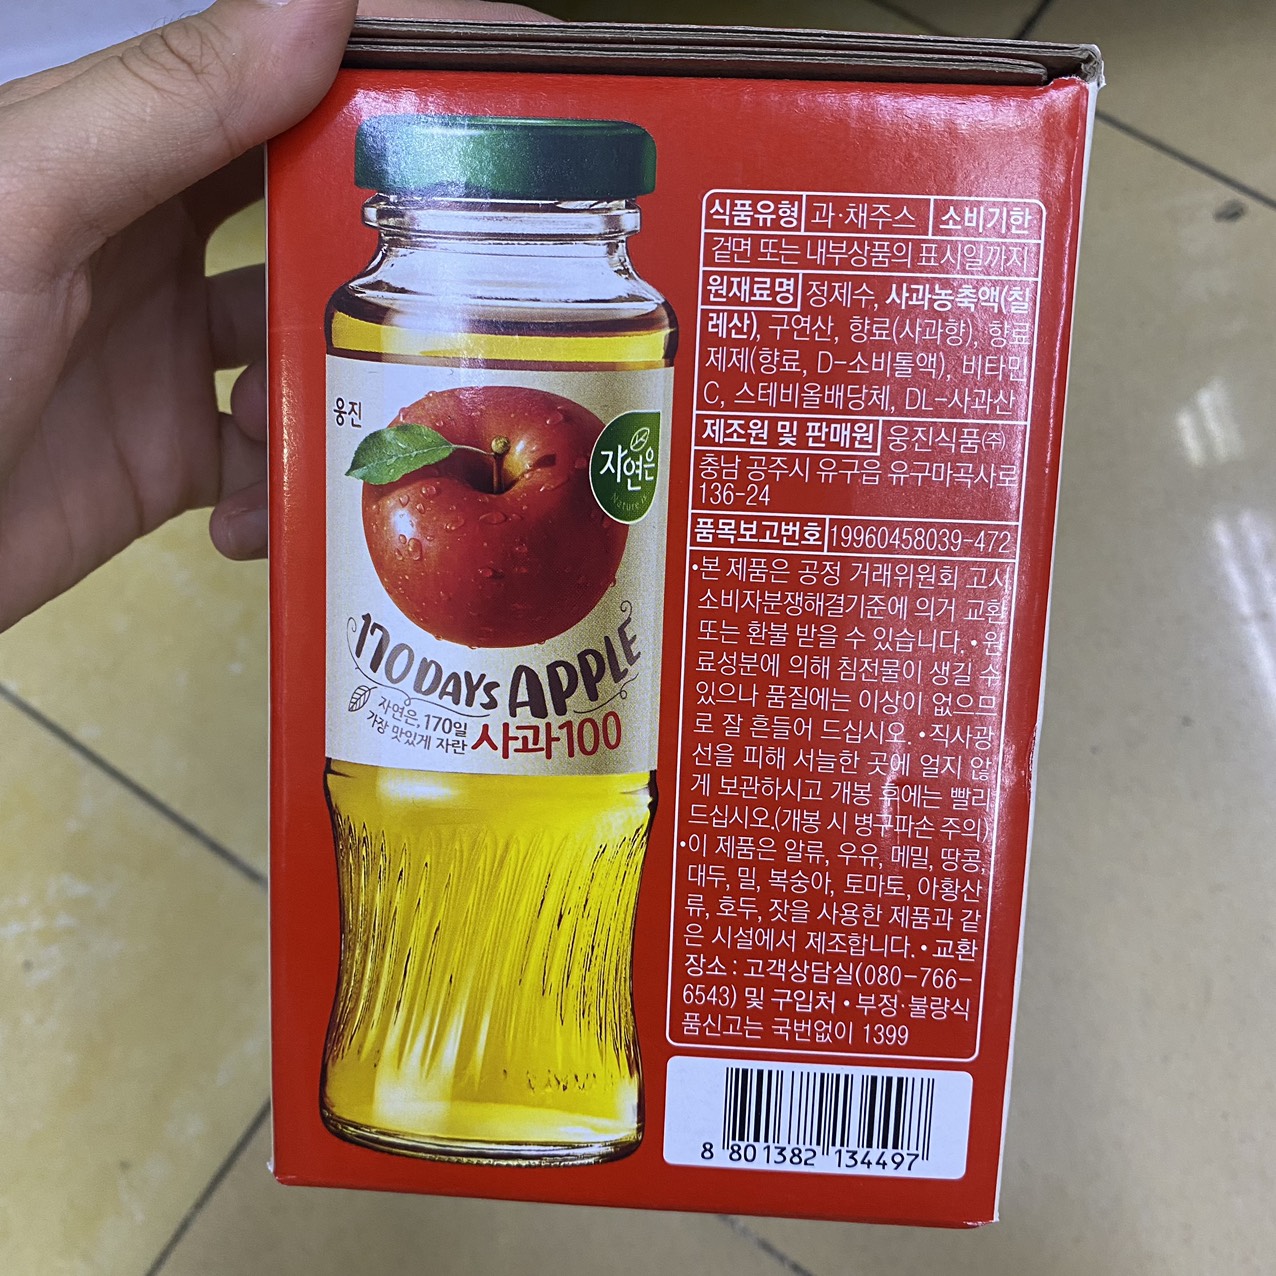 웅진
자연은
Nature is
170 DAYS APPLE
자연은, 170일
가장 맛있게 자란
사과100
식품유형 과·채주스 소비기한
겉면 또는 내부상품의 표시일까지
원재료명 정제수, 사과농축액(칠
레산), 구연산, 향료(사과향), 향료
제제(향료, D-소비톨액), 비타민
C, 스테비올배당체, DL-사과산
제조원 및 판매원 웅진식품㈜
충남 공주시 유구읍 유구마곡사로
136-24
품목보고번호 19960458039-472
•본 제품은 공정 거래위원회 고시
소비자분쟁해결기준에 의거 교환
또는 환불 받을 수 있습니다. •원
료성분에 의해 침전물이 생길 수
있으나 품질에는 이상이 없으므
로 잘 흔들어 드십시오. •직사광
선을 피해 서늘한 곳에 얼지 않
게 보관하시고 개봉 후에는 빨리
드십시오.(개봉 시 병구파손 주의)
•이 제품은 알류, 우유, 메밀, 땅콩,
대두, 밀, 복숭아, 토마토, 아황산
류, 호두, 잣을 사용한 제품과 같
은 시설에서 제조합니다. •교환
장소 : 고객상담실(080-766-
6543) 및 구입처 •부정·불량식
품신고는 국번없이 1399
8 801382 134497